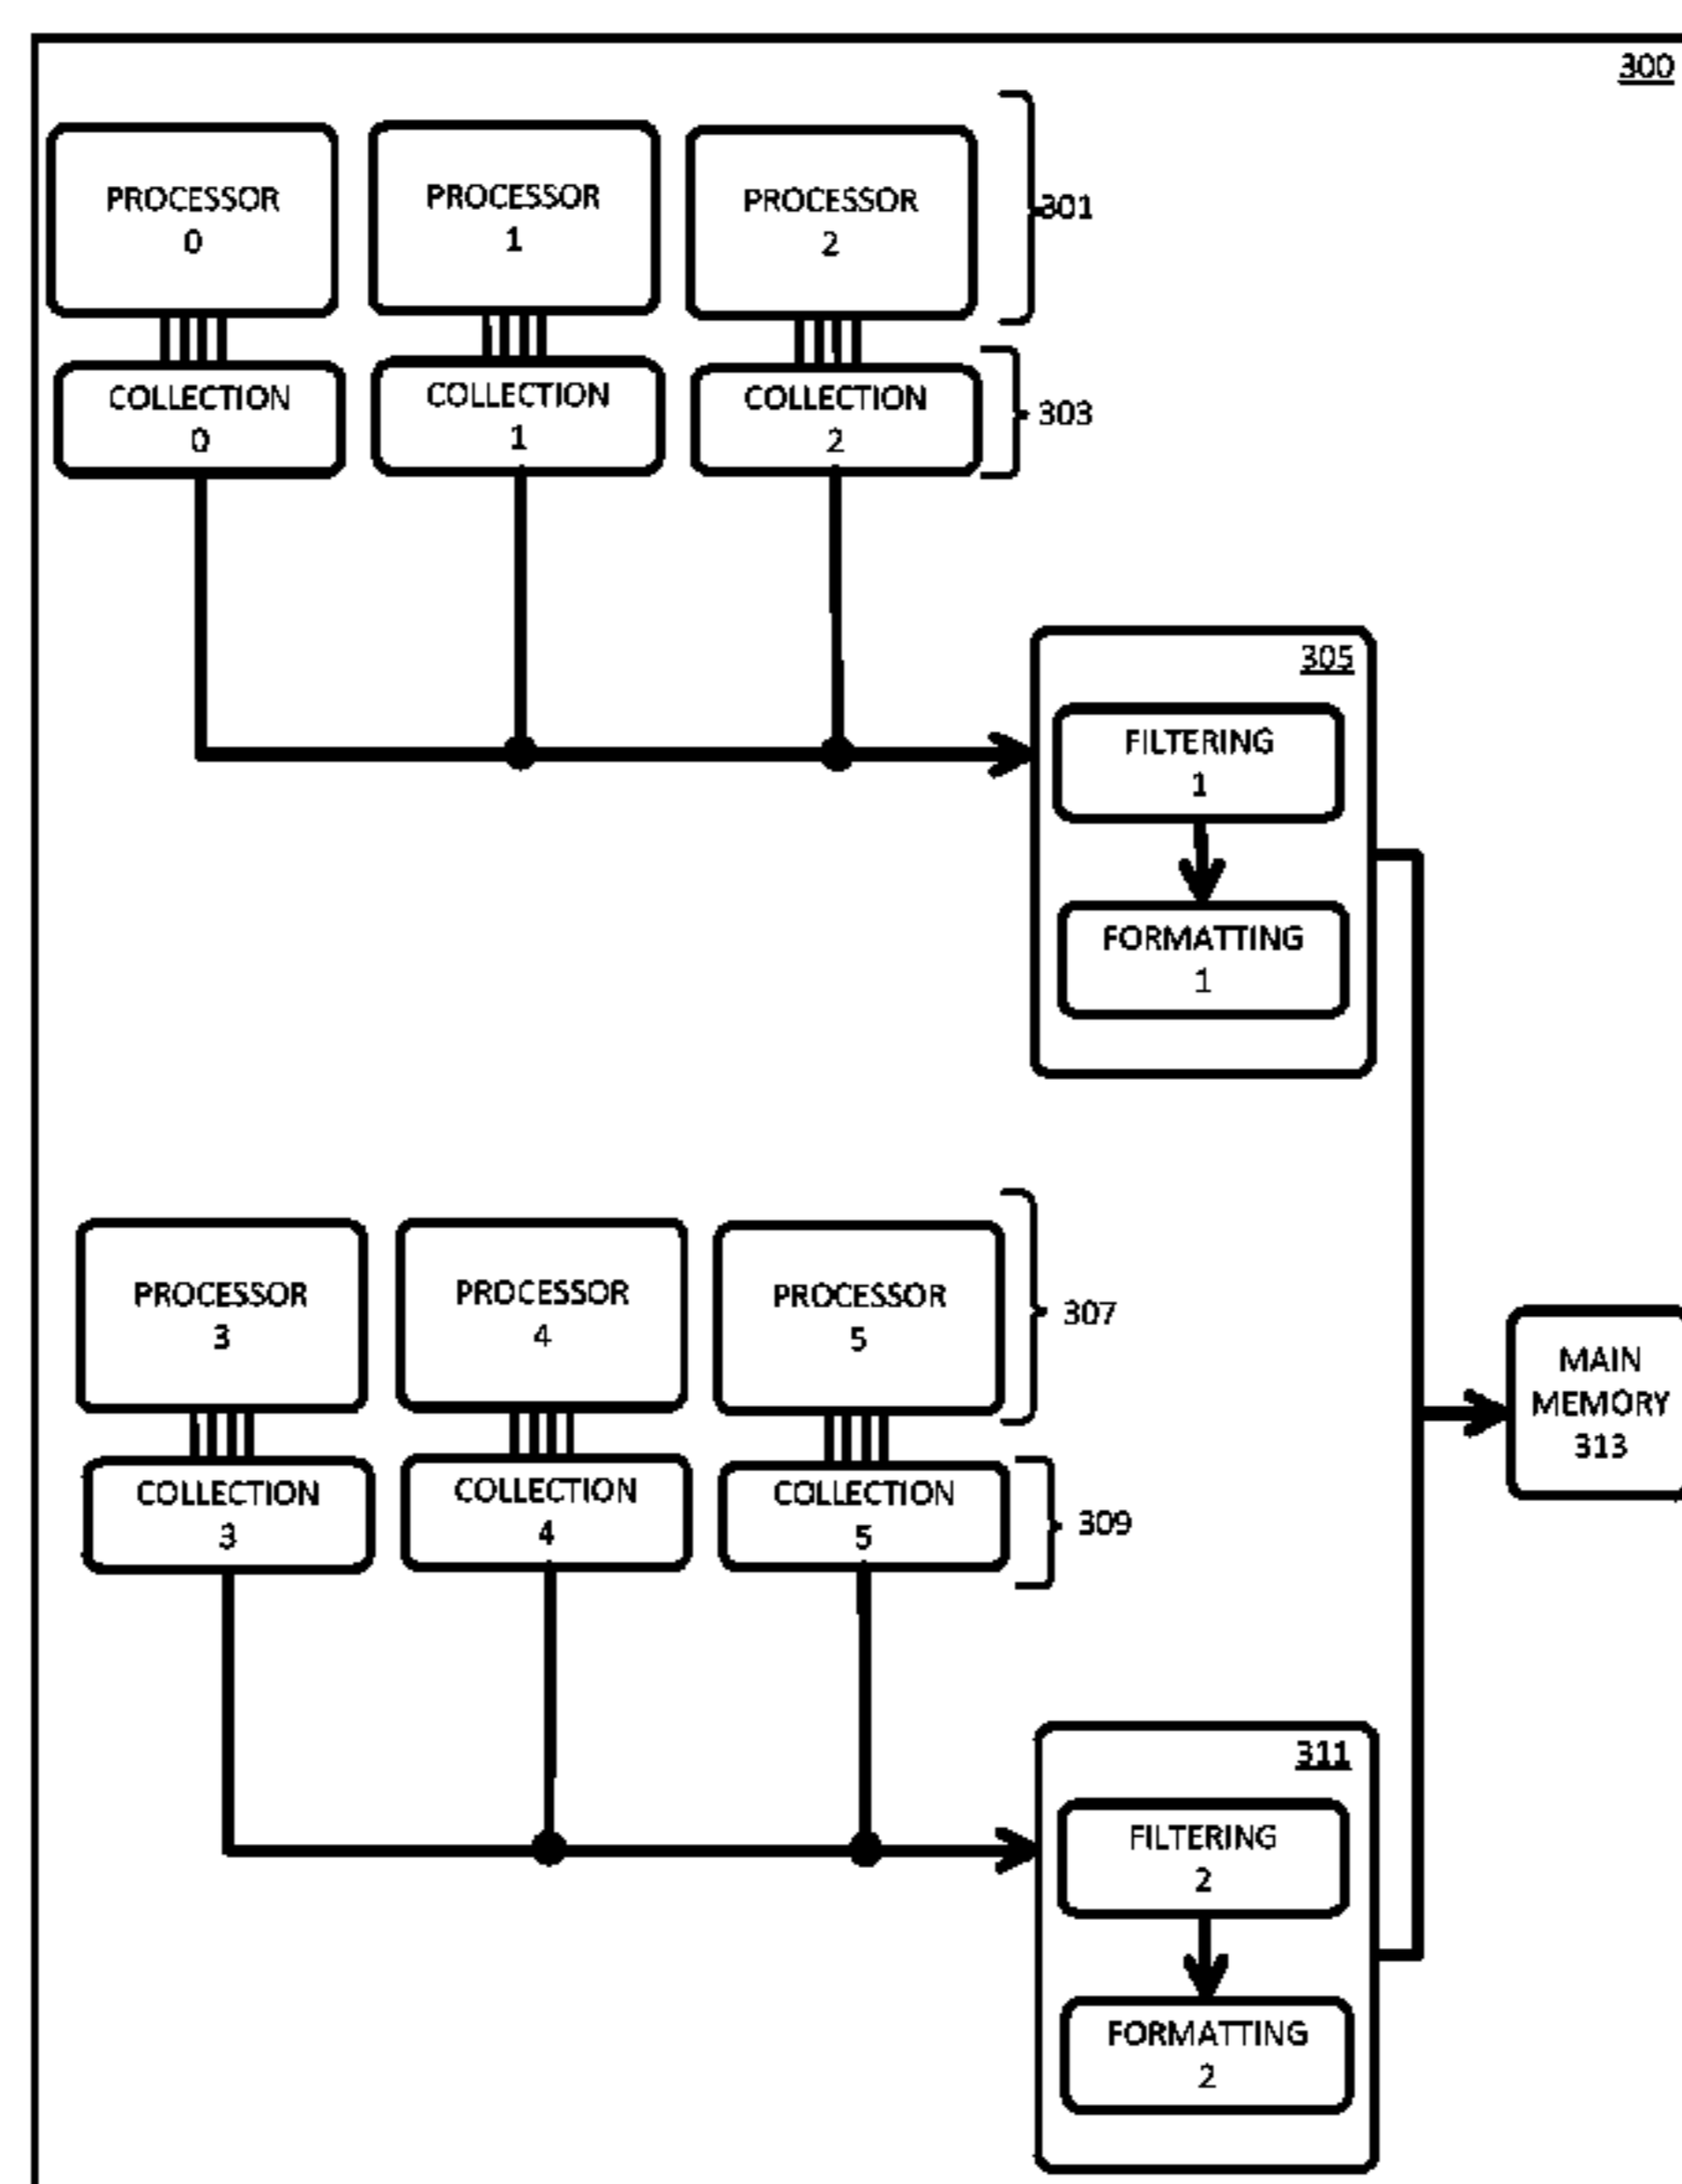 300
PROCESSOR
0
PROCESSOR
1
PROCESSOR
2
301
COLLECTION
0
COLLECTION
1
COLLECTION
2
303
305
FILTERING
1
FORMATTING
1
PROCESSOR
3
PROCESSOR
4
PROCESSOR
5
307
MAIN
MEMORY
313
COLLECTION
3
COLLECTION
4
COLLECTION
5
309
311
FILTERING
2
FORMATTING
2